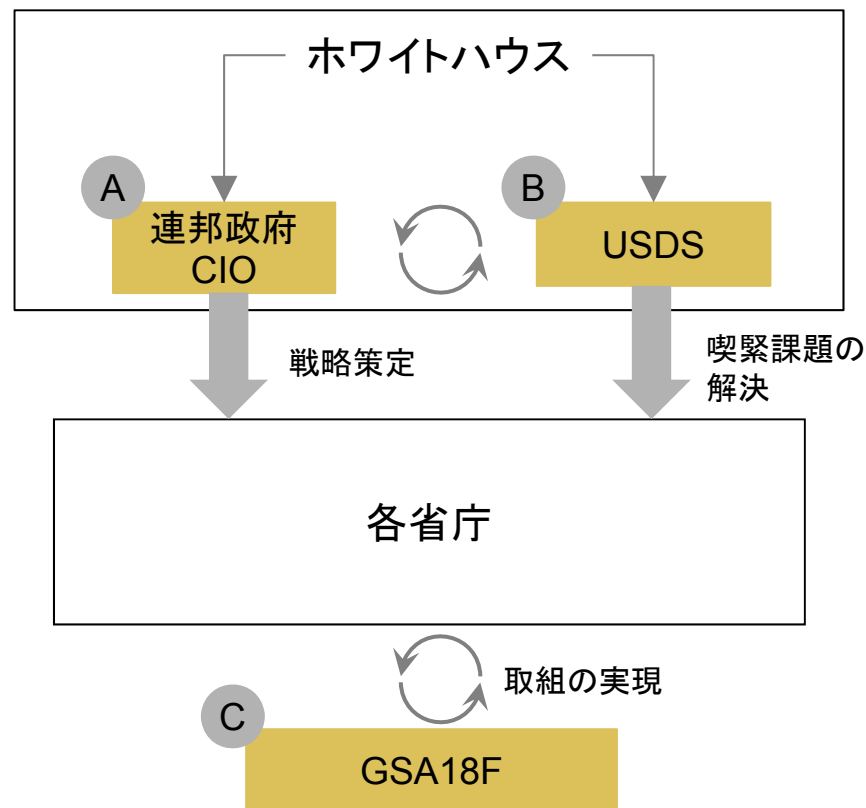 ホワイトハウス
A
連邦政府
CIO
B
USDS
戦略策定
喫緊課題の
解決
各省庁
取組の実現
C
GSA18F